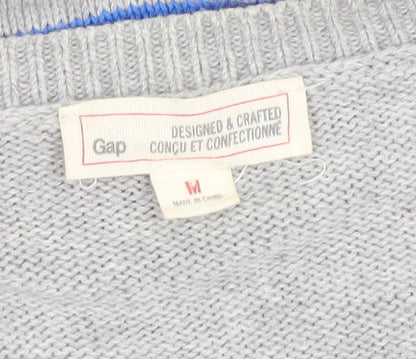 Gap
DESIGNED & CRAFTED
CONÇU ET CONFECTIONNÉ
M
MADE IN CHINA